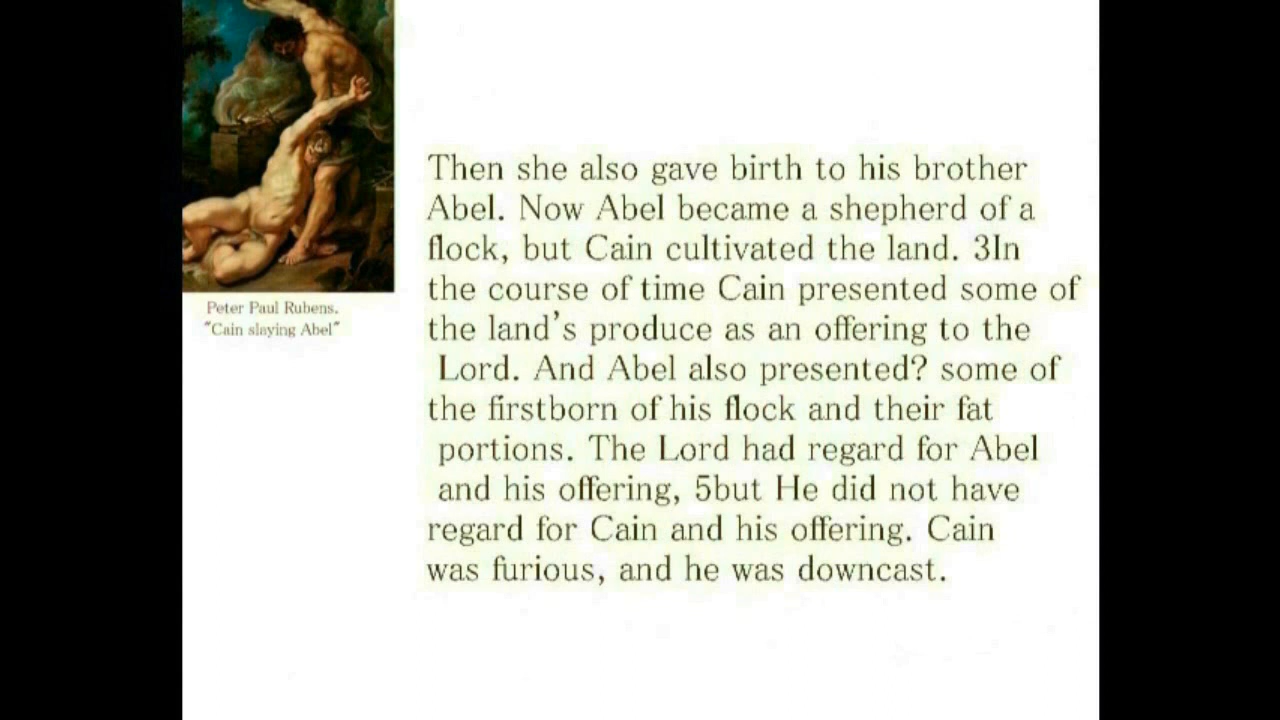 Peter Paul Rubens.
"Cain slaying Abel"
Then she also gave birth to his brother
Abel. Now Abel became a shepherd of a
flock, but Cain cultivated the land. 3In
the course of time Cain presented some of
the land's produce as an offering to the
Lord. And Abel also presented? some of
the firstborn of his flock and their fat
portions. The Lord had regard for Abel
and his offering, 5but He did not have
regard for Cain and his offering. Cain
was furious, and he was downcast.